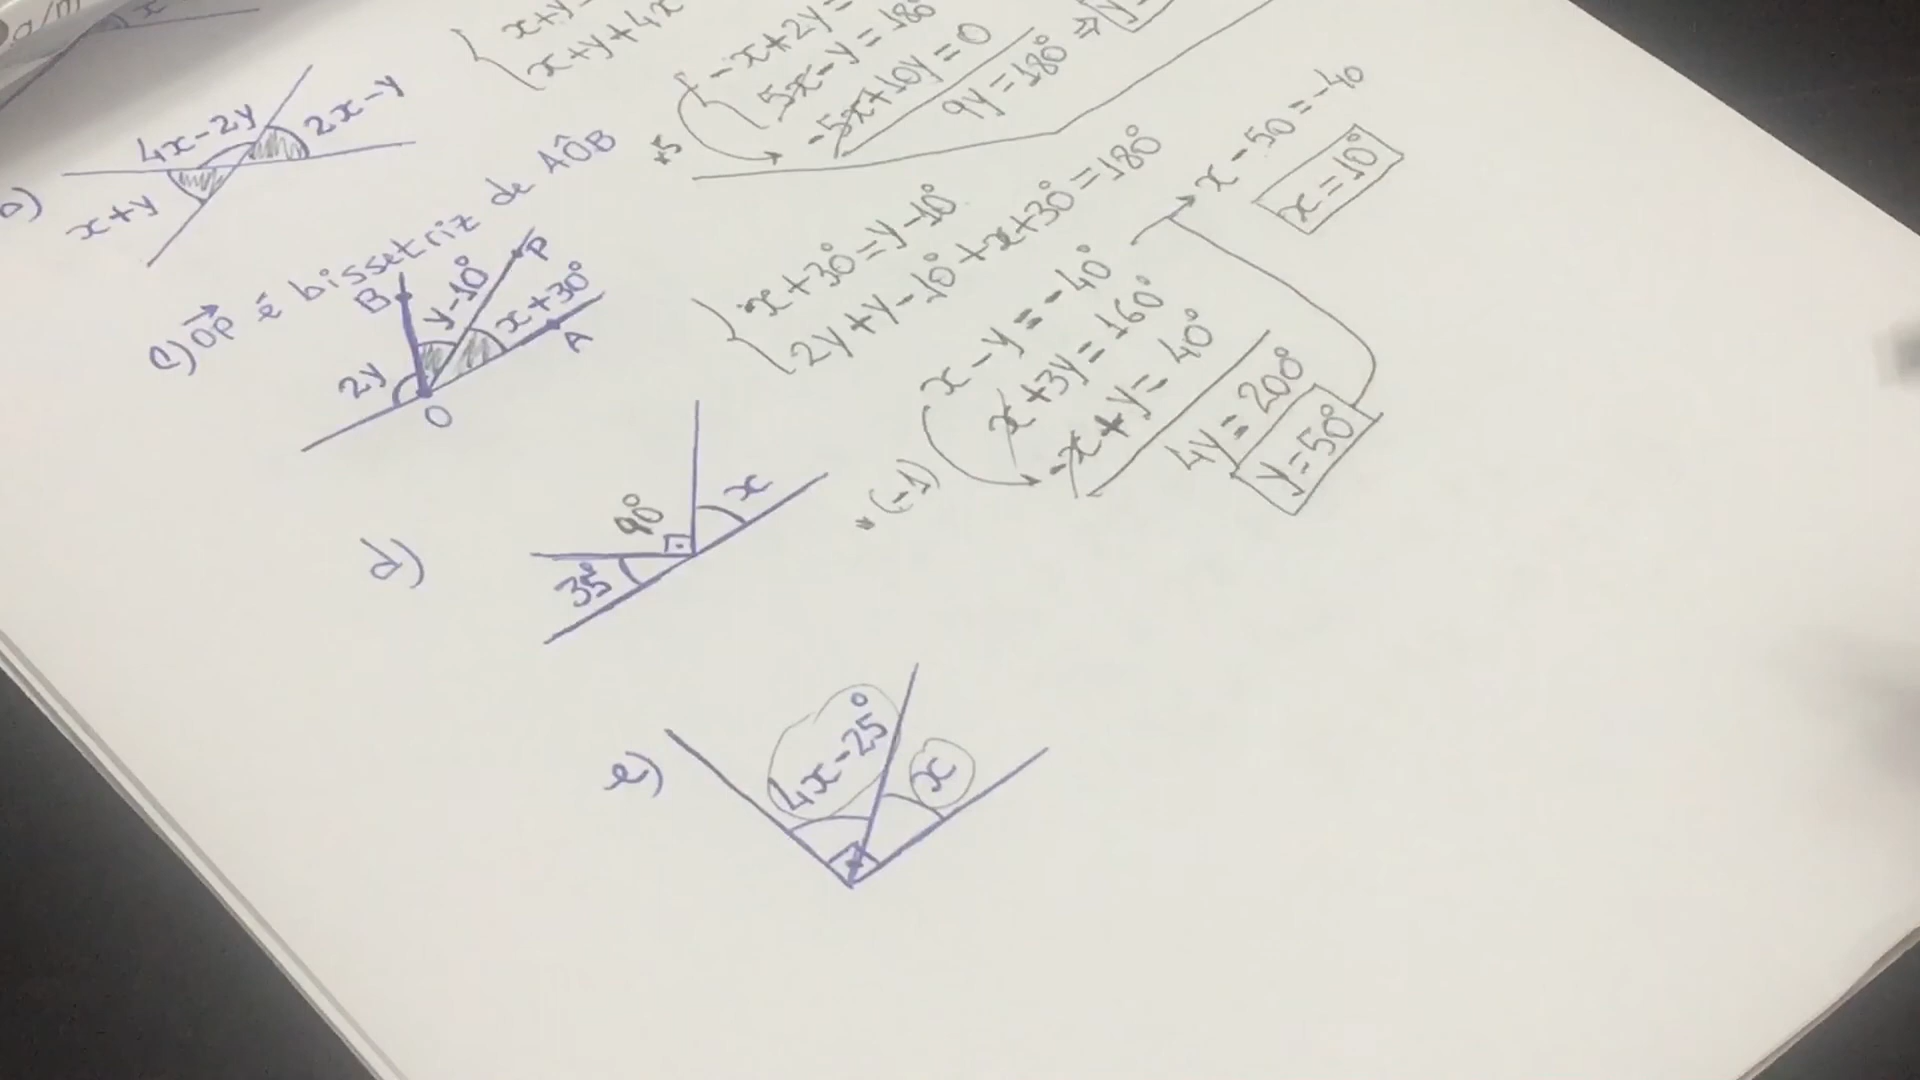 4x-2y
2x-y
x+y
x+y+4x
-x+2y=
5x-y=180
-5x+10y=0
9y=180° ⇒
c) OP é bissetriz de AÔB
B
y-10°
P
x+30°
A
2y
O
x+30°=y-10°
2y+y-10°+x+30°=180°
x-y=-40°
x+3y=160°
*(-1)
-x+y=40°
4y=200°
y=50°
x-50=-40
x=10°
d)
90°
x
35°
e)
4x-25°
x